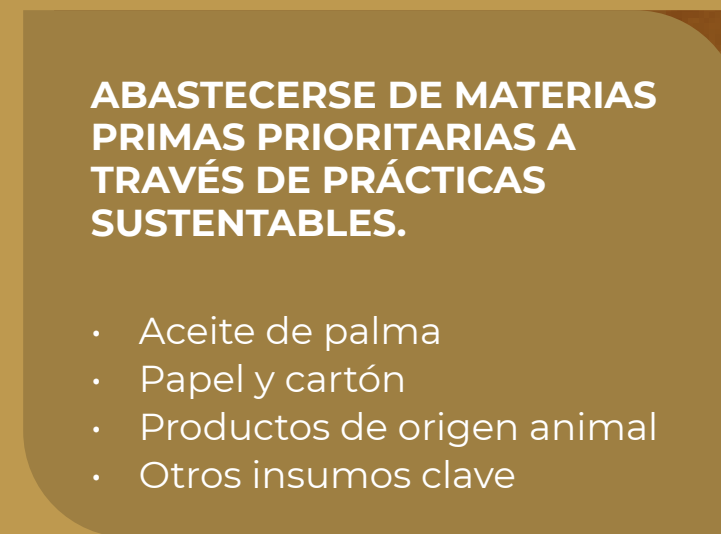 ABASTECERSE DE MATERIAS
PRIMAS PRIORITARIAS A
TRAVÉS DE PRÁCTICAS
SUSTENTABLES.
• Aceite de palma
• Papel y cartón
• Productos de origen animal
• Otros insumos clave